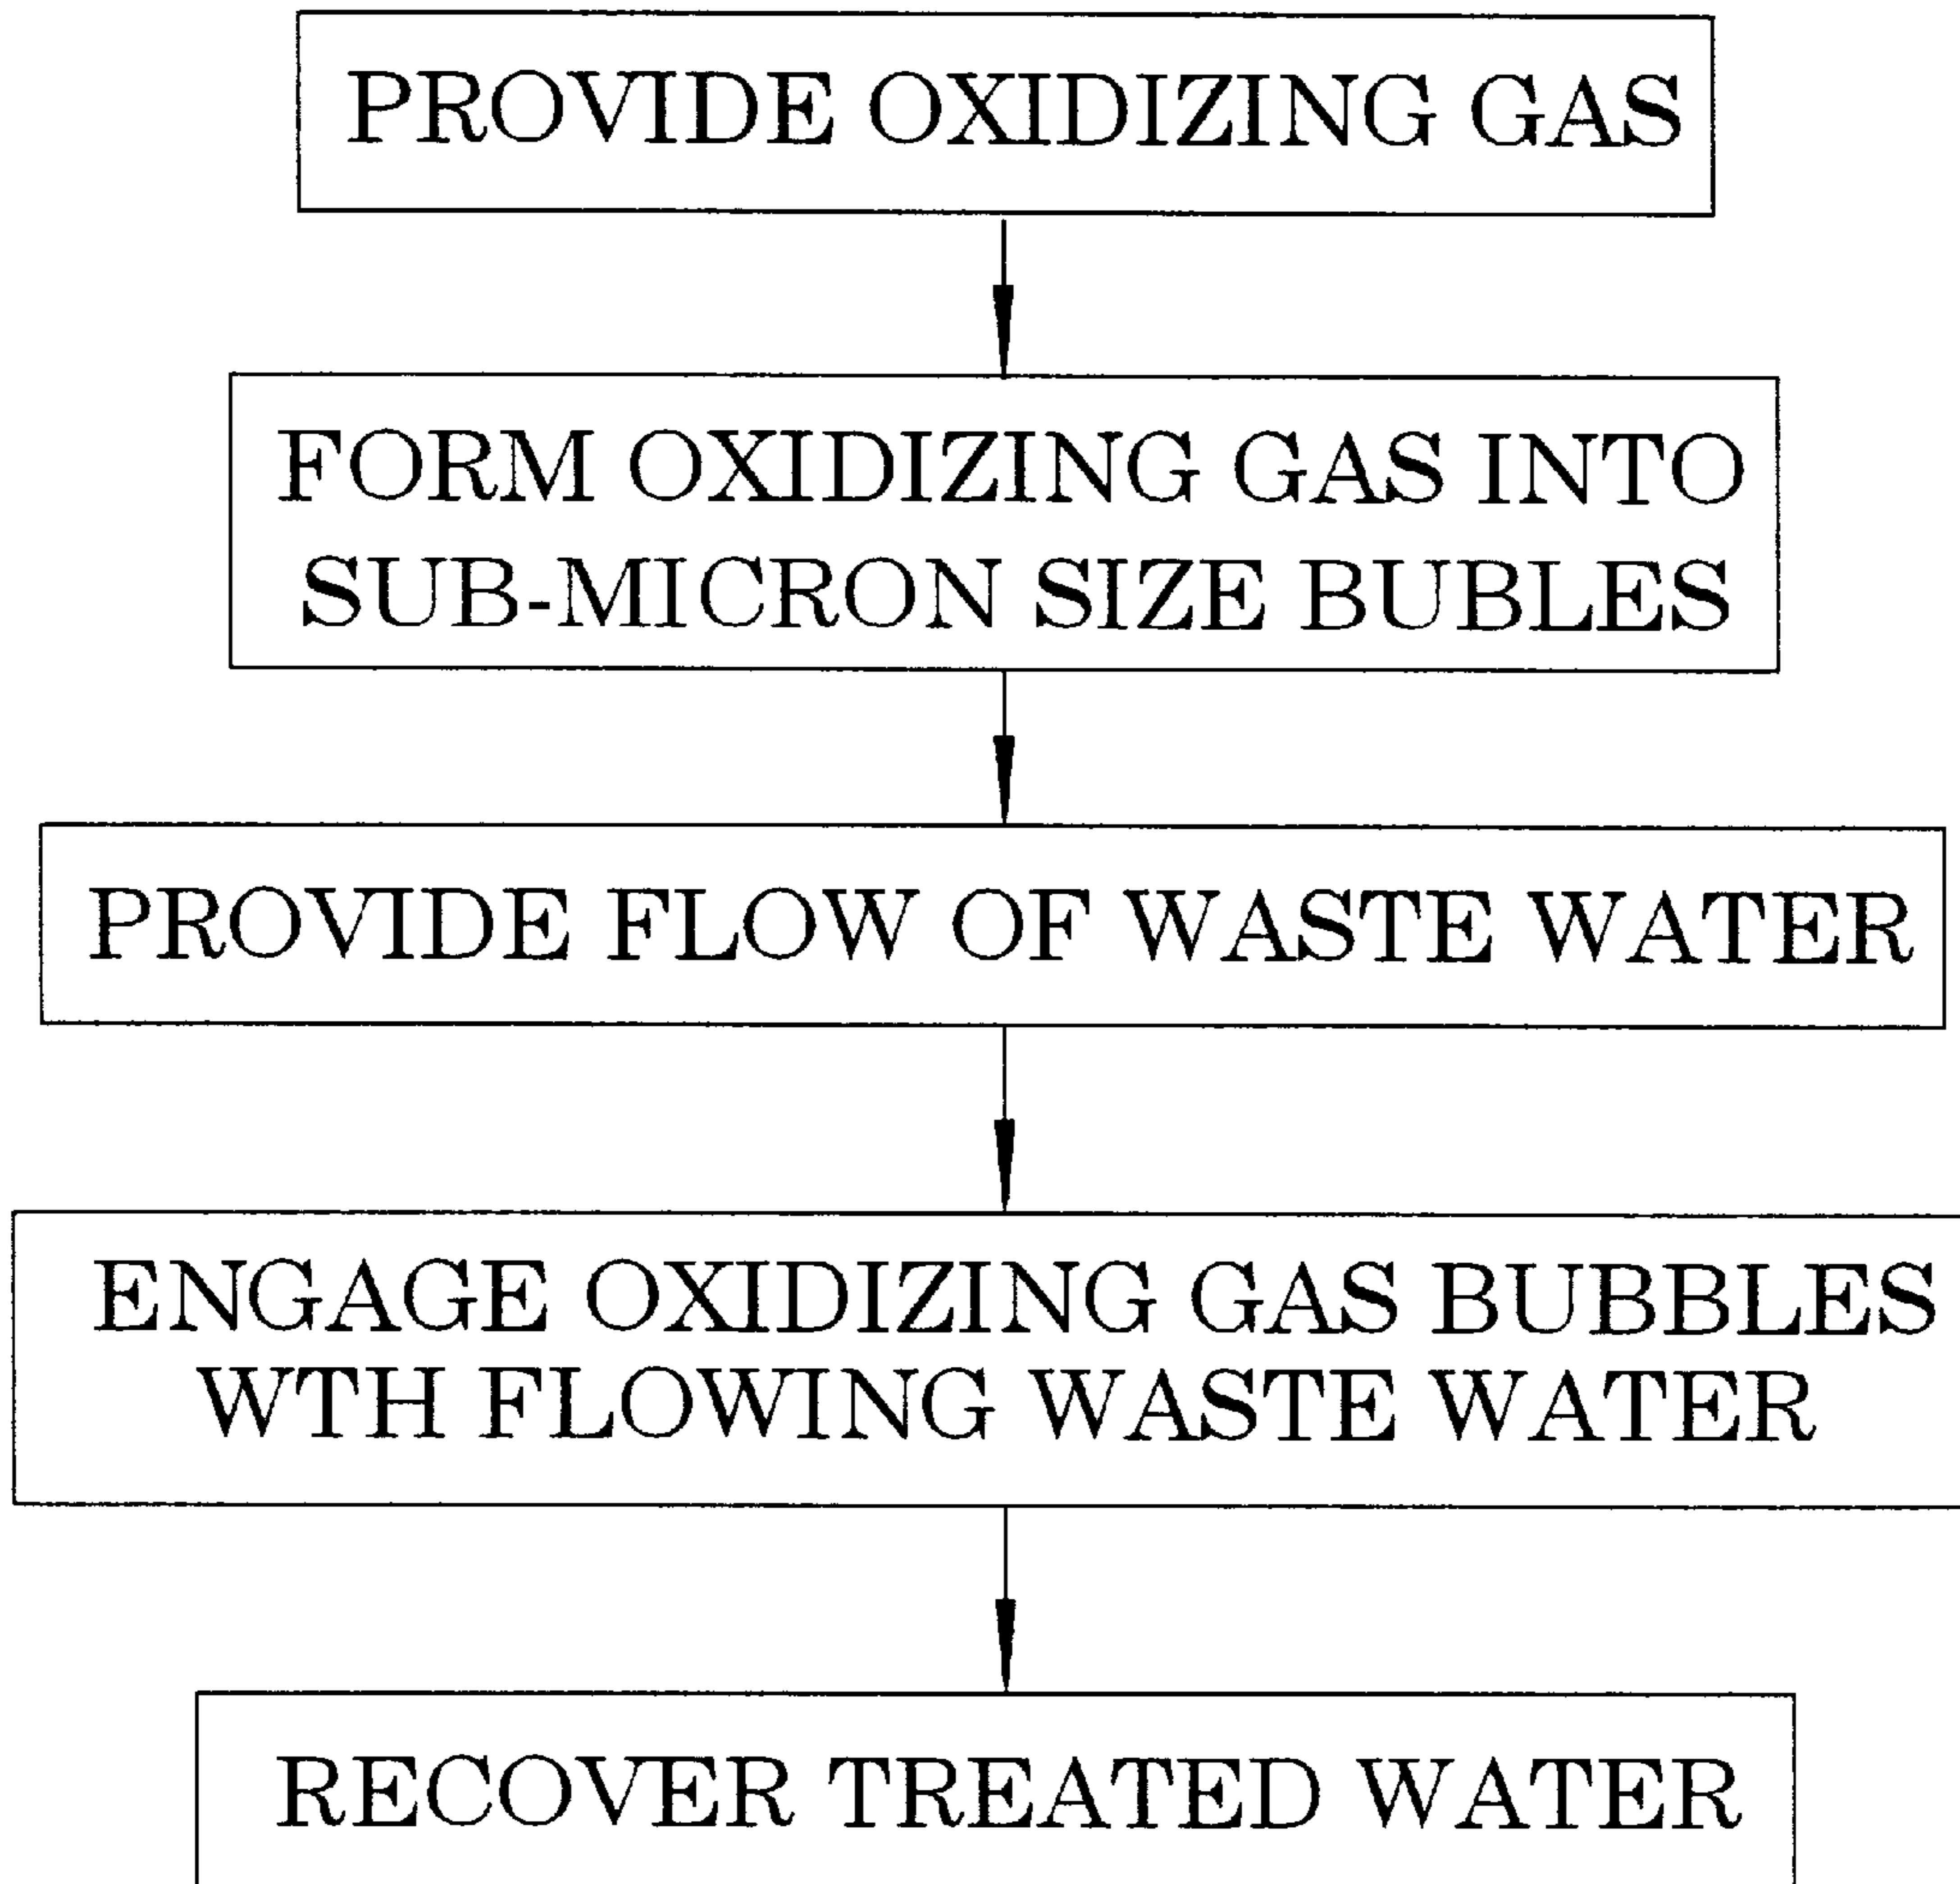 PROVIDE OXIDIZING GAS
FORM OXIDIZING GAS INTO
SUB-MICRON SIZE BUBLES
PROVIDE FLOW OF WASTE WATER
ENGAGE OXIDIZING GAS BUBBLES
WTH FLOWING WASTE WATER
RECOVER TREATED WATER